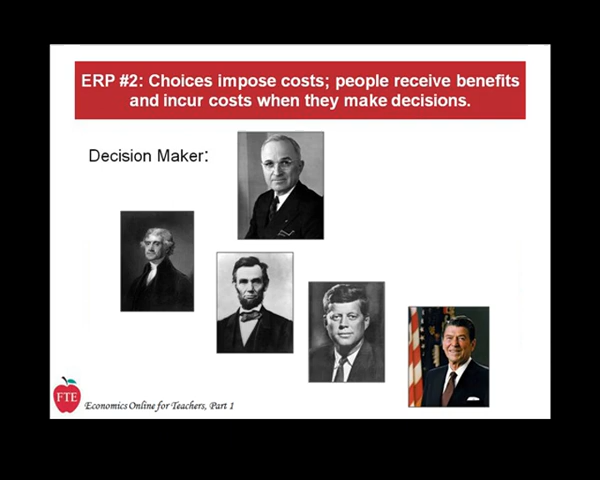 ERP #2: Choices impose costs; people receive benefits
and incur costs when they make decisions.
Decision Maker:
FTE
Economics Online for Teachers, Part 1